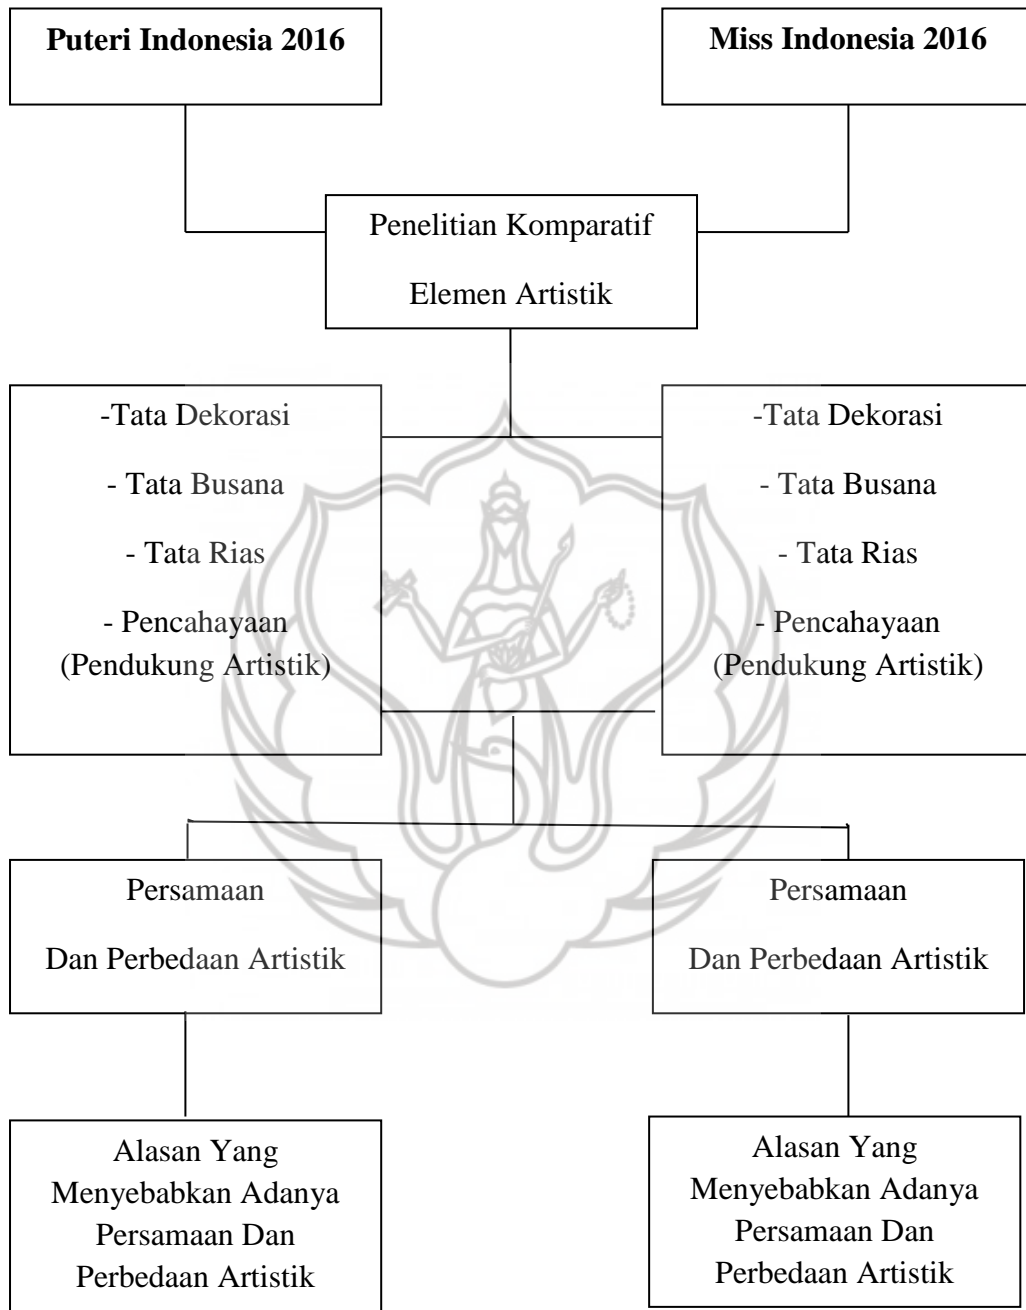 Puteri Indonesia 2016
Miss Indonesia 2016
Penelitian Komparatif
Elemen Artistik
-Tata Dekorasi
- Tata Busana
- Tata Rias
- Pencahayaan
(Pendukung Artistik)
-Tata Dekorasi
- Tata Busana
- Tata Rias
- Pencahayaan
(Pendukung Artistik)
Persamaan
Dan Perbedaan Artistik
Persamaan
Dan Perbedaan Artistik
Alasan Yang
Menyebabkan Adanya
Persamaan Dan
Perbedaan Artistik
Alasan Yang
Menyebabkan Adanya
Persamaan Dan
Perbedaan Artistik